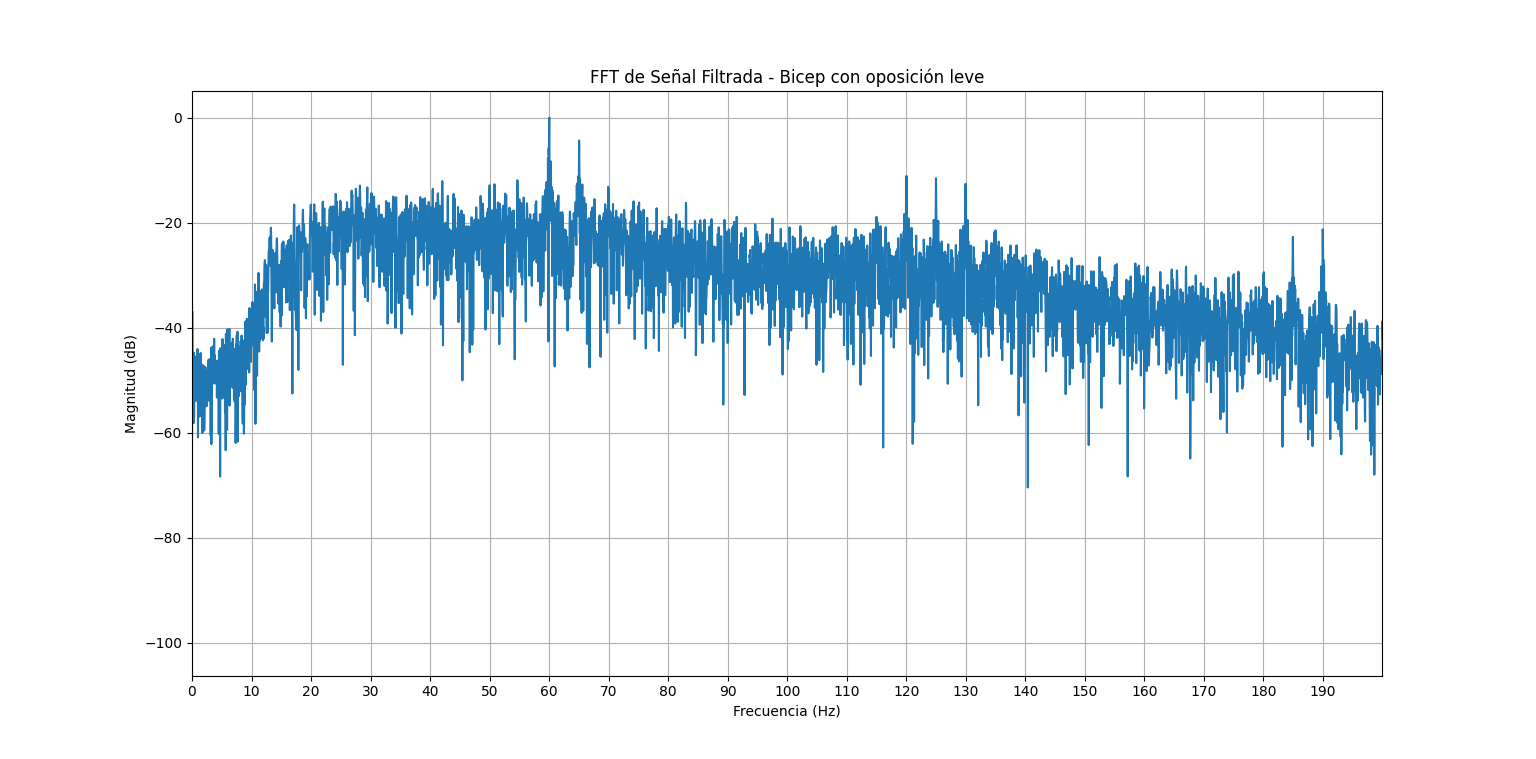 FFT de Señal Filtrada - Bicep con oposición leve
0
−20
−40
−60
−80
−100
Magnitud (dB)
0 10 20 30 40 50 60 70 80 90 100 110 120 130 140 150 160 170 180 190
Frecuencia (Hz)